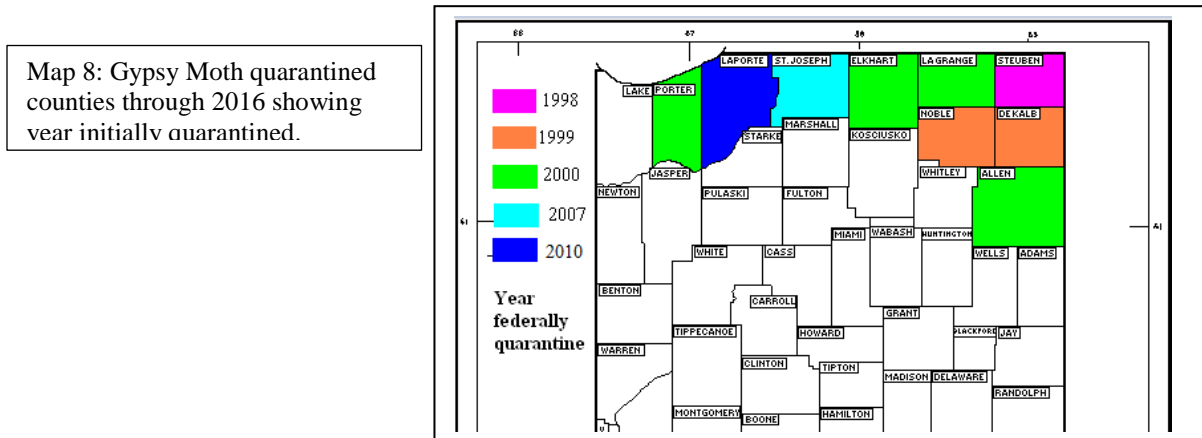 Map 8: Gypsy Moth quarantined
counties through 2016 showing
year initially quarantined.
88 87 86 85
LAPORTE ST. JOSEPH ELKHART LAGRANGE STEUBEN
LAKE PORTER
1998
NOBLE DEKALB
MARSHALL
1999
STARKE KOSCIUSKO
2000
JASPER WHITLEY ALLEN
NEWTON PULASKI FULTON
2007
41 41
MIAMI WABASH HUNTINGTON
2010
WHITE CASS WELLS ADAMS
BENTON
Year
CARROLL
federally
GRANT
quarantine
TIPPECANOE HOWARD BLACKFORD JAY
WARREN
CLINTON TIPTON
MADISON DELAWARE
RANDOLPH
MONTGOMERY BOONE HAMILTON